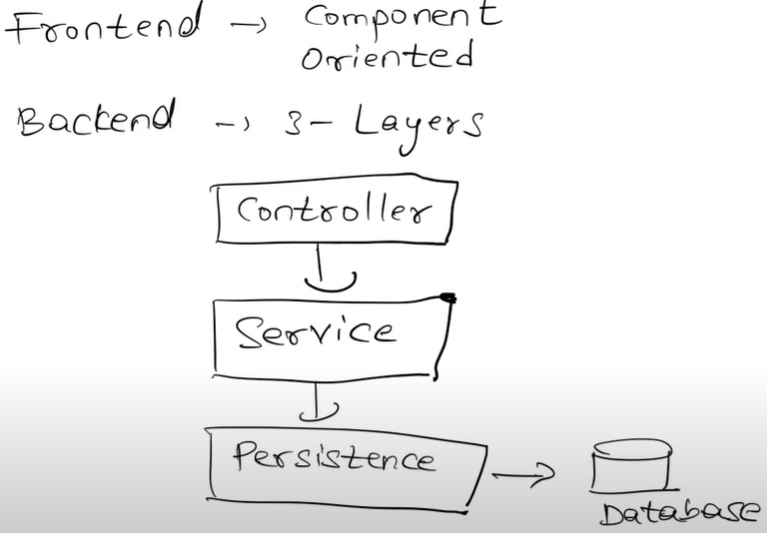 Frontend → Component
Oriented
Backend → 3-Layers
Controller
Service
Persistence →
Database